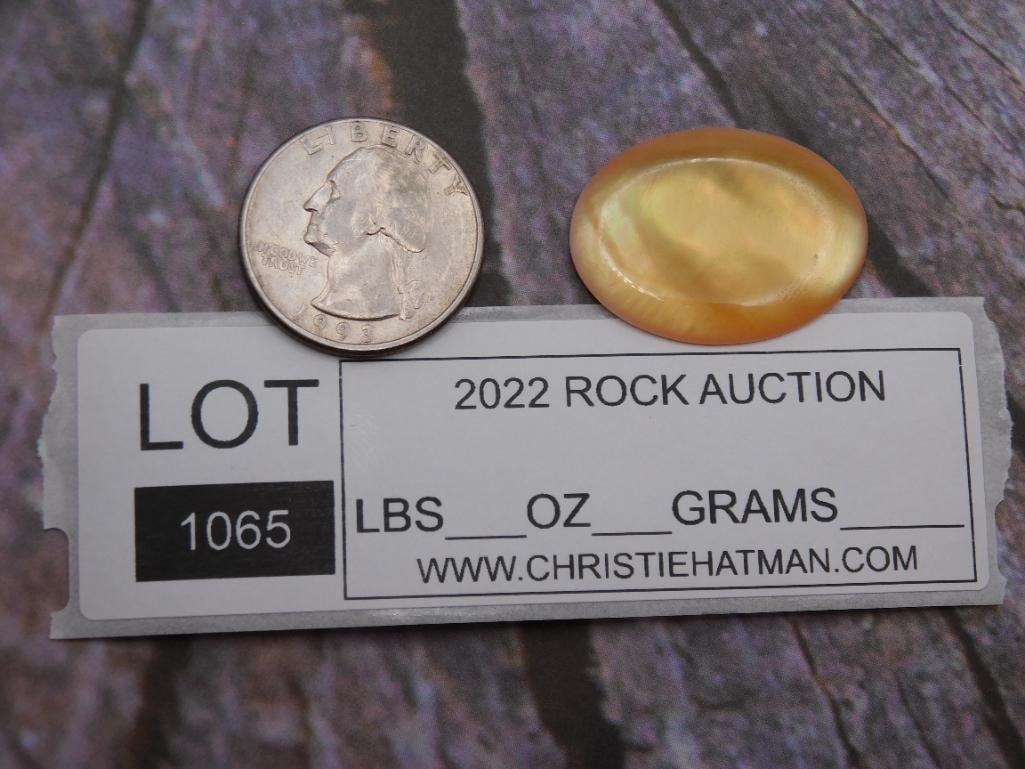 LIBERTY
IN GOD WE
TRUST
1993
LOT
1065
2022 ROCK AUCTION
LBS___OZ___GRAMS_____
WWW.CHRISTIEHATMAN.COM